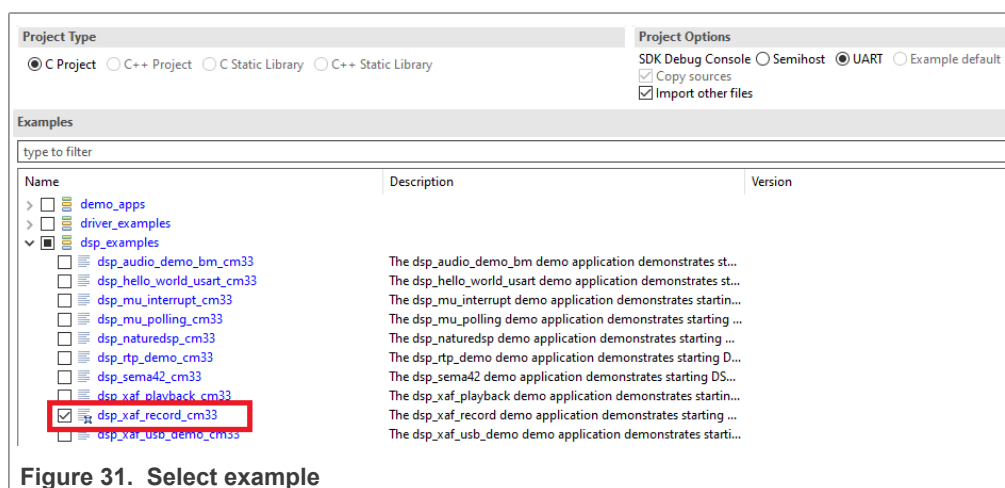 Project Type
Project Options
C Project C++ Project C Static Library C++ Static Library
SDK Debug Console Semihost UART Example default
Copy sources
Import other files
Examples
type to filter
Name Description Version
demo_apps
driver_examples
dsp_examples
dsp_audio_demo_bm_cm33 The dsp_audio_demo_bm demo application demonstrates st...
dsp_hello_world_usart_cm33 The dsp_hello_world_usart demo application demonstrates st...
dsp_mu_interrupt_cm33 The dsp_mu_interrupt demo application demonstrates startin...
dsp_mu_polling_cm33 The dsp_mu_polling demo application demonstrates starting ...
dsp_naturedsp_cm33 The dsp_naturedsp demo application demonstrates starting ...
dsp_rtp_demo_cm33 The dsp_rtp_demo demo application demonstrates starting D...
dsp_sema42_cm33 The dsp_sema42 demo application demonstrates starting DS...
dsp_xaf_playback_cm33 The dsp_xaf_playback demo application demonstrates startin...
dsp_xaf_record_cm33 The dsp_xaf_record demo application demonstrates starting ...
dsp_xaf_usb_demo_cm33 The dsp_xaf_usb_demo demo application demonstrates starti...
Figure 31. Select example